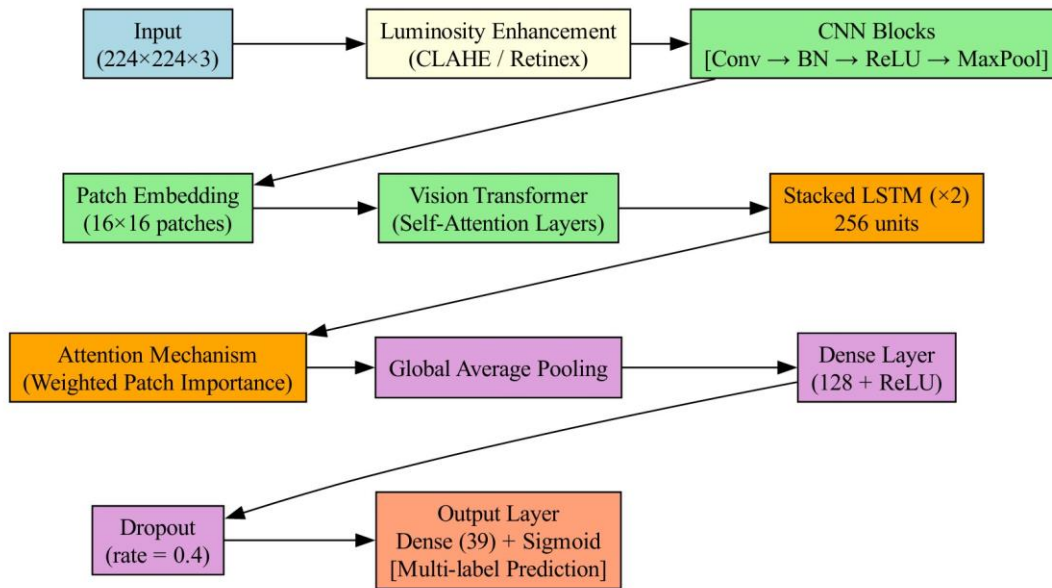 Input
(224×224×3)
Luminosity Enhancement
(CLAHE / Retinex)
CNN Blocks
[Conv → BN → ReLU → MaxPool]
Patch Embedding
(16×16 patches)
Vision Transformer
(Self-Attention Layers)
Stacked LSTM (×2)
256 units
Attention Mechanism
(Weighted Patch Importance)
Global Average Pooling
Dense Layer
(128 + ReLU)
Dropout
(rate = 0.4)
Output Layer
Dense (39) + Sigmoid
[Multi-label Prediction]